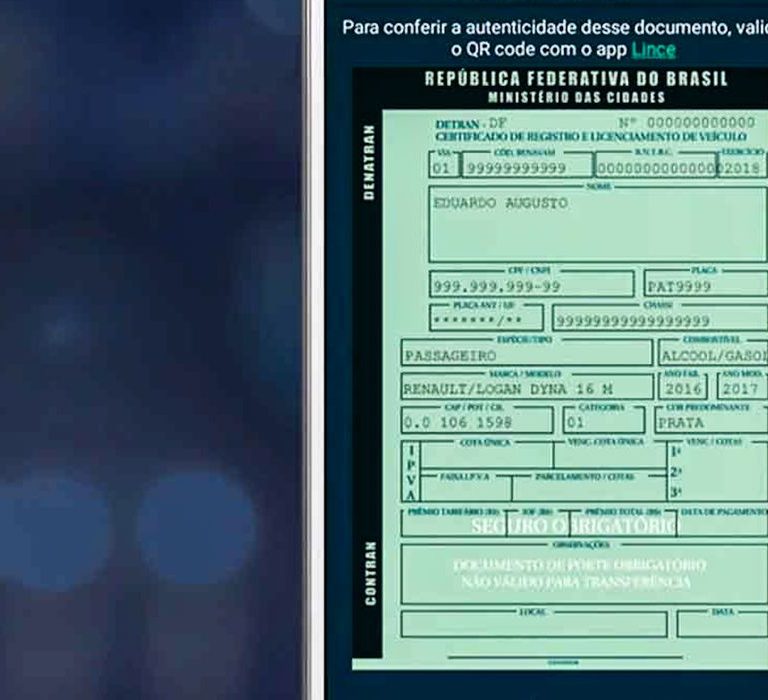 Para conferir a autenticidade desse documento,
o QR code com o app Lince
REPÚBLICA FEDERATIVA DO BRASIL
MINISTÉRIO DAS CIDADES
DENATRAN
DETRAN - DF Nº 000000000000
CERTIFICADO DE REGISTRO E LICENCIAMENTO DE VEÍCULO
VIA CÓD. RENAVAM R.N.T.R.C. EXERCÍCIO
01 99999999999 0000000000000 2018
NOME
EDUARDO AUGUSTO
CPF / CNPJ PLACA
999.999.999-99 PAT9999
PLACA ANT / UF CHASSI
*******/** 99999999999999999
ESPÉCIE/TIPO COMBUSTÍVEL
PASSAGEIRO
MARCA / MODELO ANO FAB. ANO MOD.
RENAULT/LOGAN DYNA 16 M 2016 2017
CAP / POT / CIL CATEGORIA COR PREDOMINANTE
0.0 106 1598 01 PRATA
IPVA
COTA ÚNICA VENC. COTA ÚNICA VENC / COTAS
1ª
FAIXA I.P.V.A PARCELAMENTO / COTAS 2ª
3ª
PRÊMIO TARIFÁRIO (R$) IOF (R$) PRÊMIO TOTAL (R$) DATA DE PAGAMENTO
SEGURO OBRIGATÓRIO
OBSERVAÇÕES
DOCUMENTO DE PORTE OBRIGATÓRIO
NÃO VÁLIDO PARA TRANSFERÊNCIA
CONTRAN
LOCAL DATA